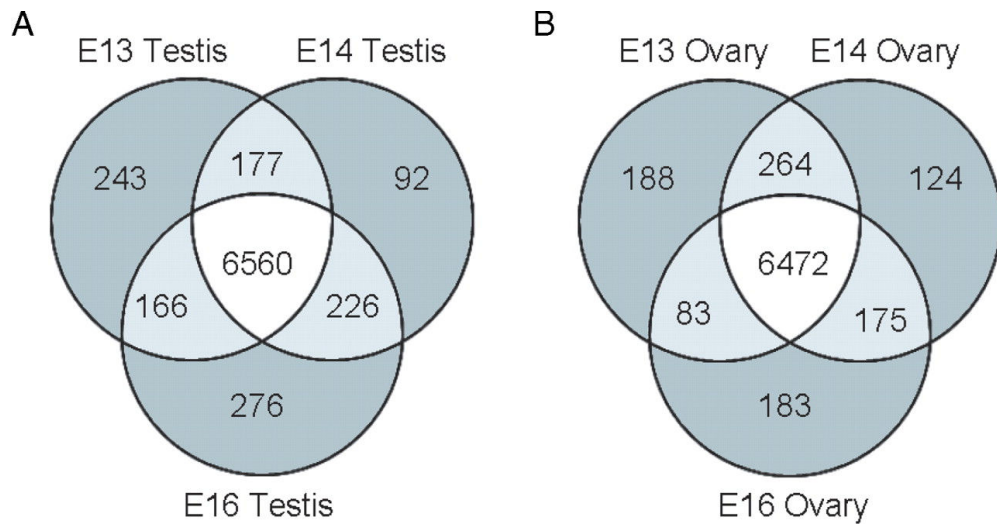 A
E13 Testis
E14 Testis
243
177
92
6560
166
226
276
E16 Testis
B
E13 Ovary
E14 Ovary
188
264
124
6472
83
175
183
E16 Ovary